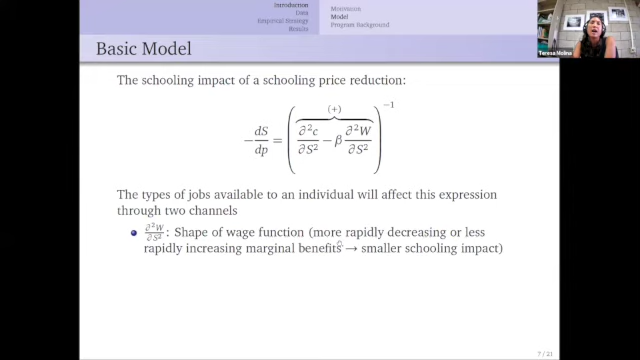 Introduction
Data
Empirical Strategy
Results
Motivation
Model
Program Background
Teresa Molina
Basic Model
The schooling impact of a schooling price reduction:
(+)
−dS/dp = (∂²c/∂S² − β ∂²W/∂S²)⁻¹
The types of jobs available to an individual will affect this expression
through two channels
∂²W/∂S²: Shape of wage function (more rapidly decreasing or less
rapidly increasing marginal benefits → smaller schooling impact)
7 / 21